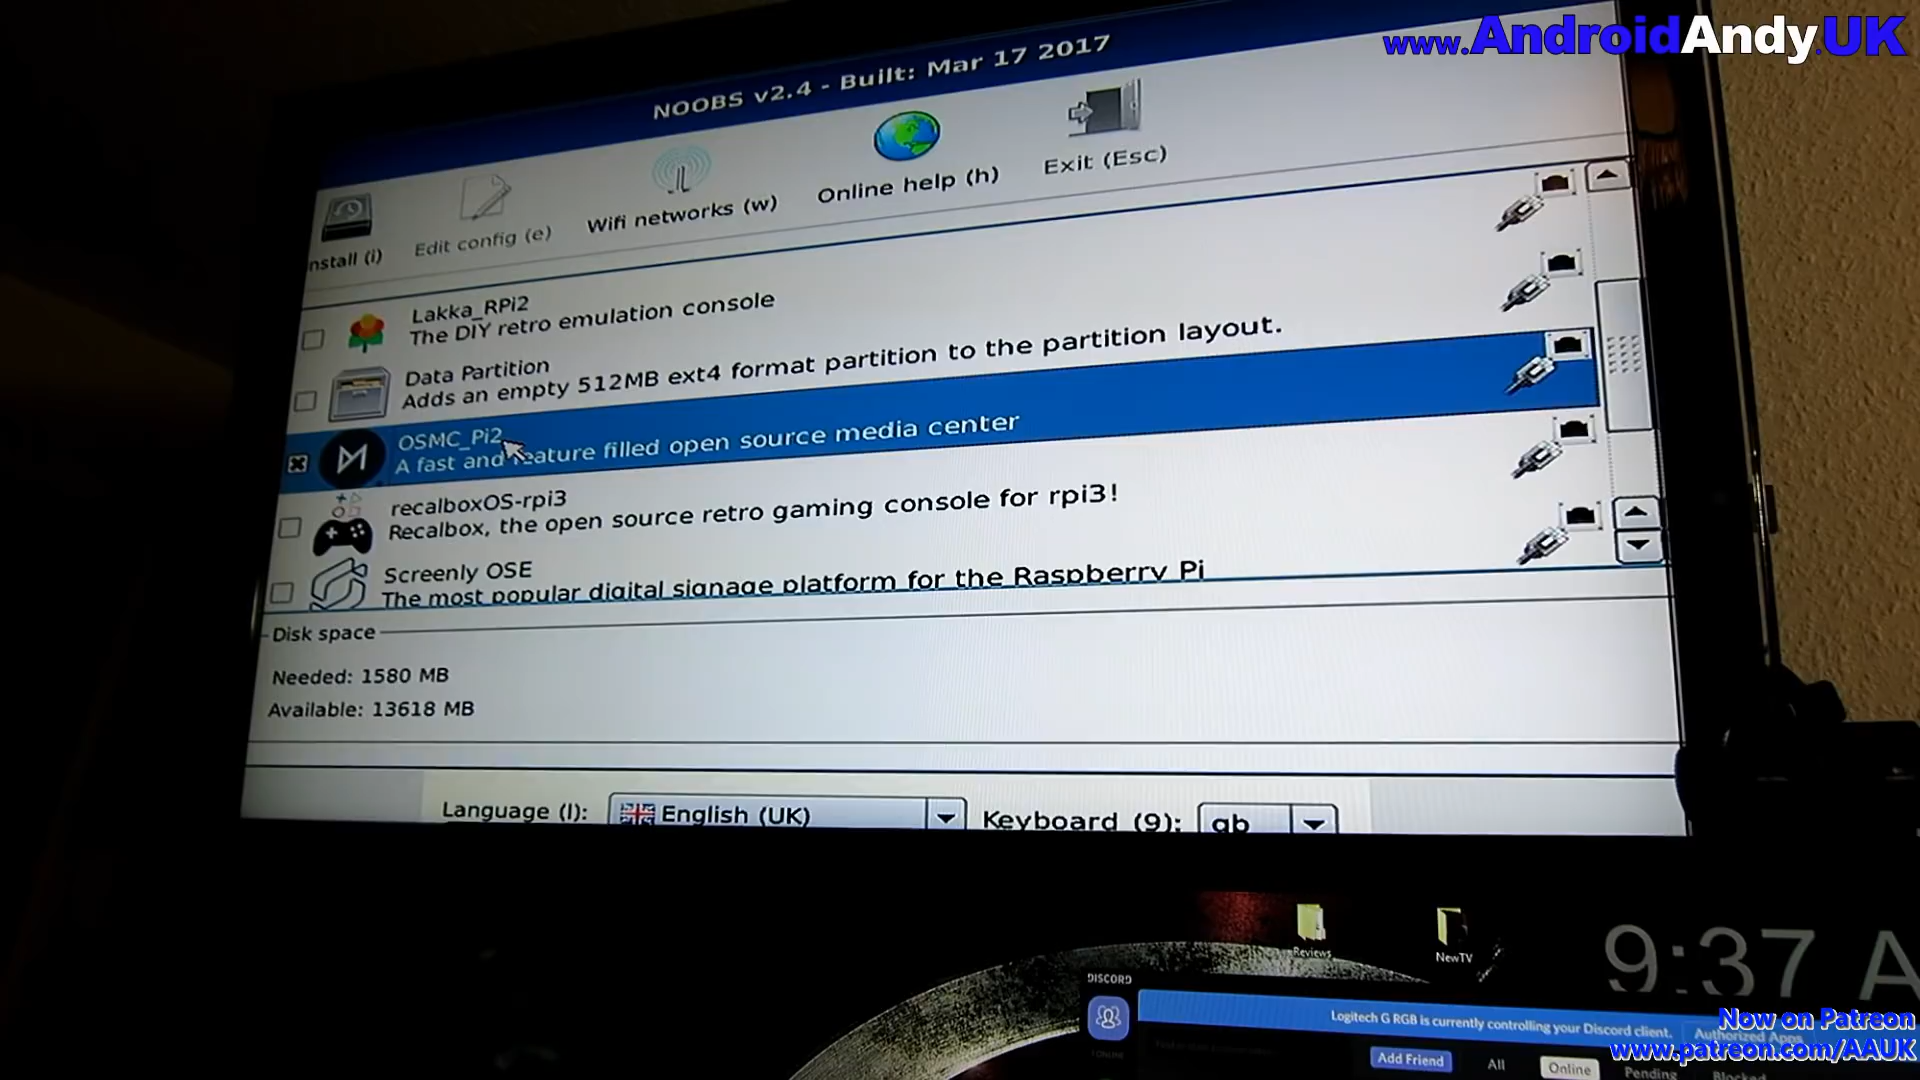 www.AndroidAndy.UK
NOOBS v2.4 - Built: Mar 17 2017
nstall (i)
Edit config (e)
Wifi networks (w)
Online help (h)
Exit (Esc)
Lakka_RPi2
The DIY retro emulation console
Data Partition
Adds an empty 512MB ext4 format partition to the partition layout.
OSMC_Pi2
A fast and feature filled open source media center
recalboxOS-rpi3
Recalbox, the open source retro gaming console for rpi3!
Screenly OSE
The most popular digital signage platform for the Raspberry Pi
Disk space
Needed: 1580 MB
Available: 13618 MB
Language (l): English (UK)
Keyboard (9): gb
Reviews
NewTV
9:37 A
DISCORD
Logitech G RGB is currently controlling your Discord client.
Authorized Apps
Now on Patreon
www.patreon.com/AAUK
Add Friend
All
Online
Pending
Blocked